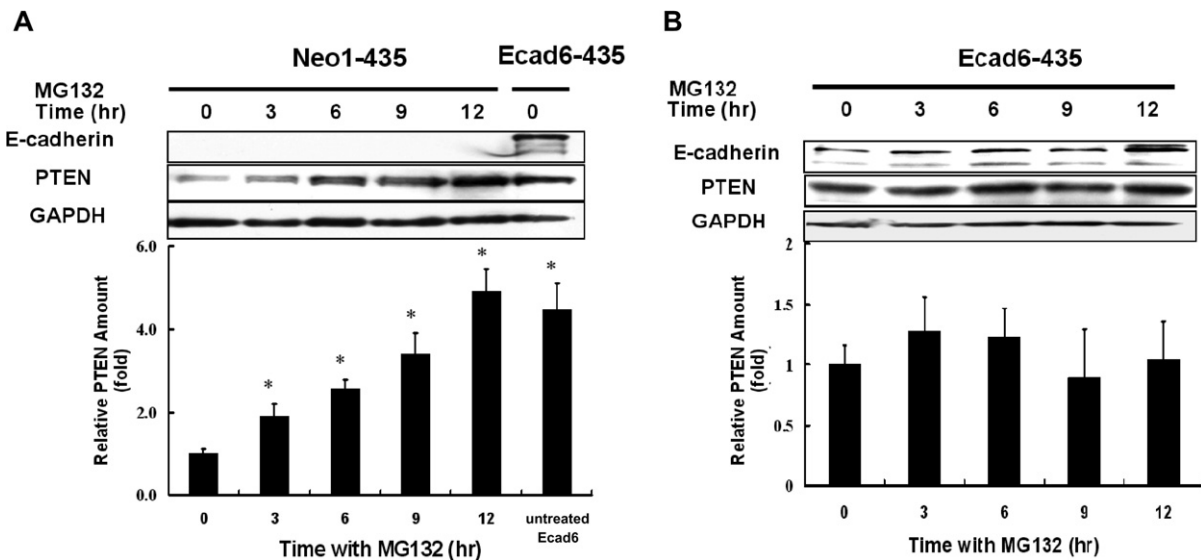 A
Neo1-435 Ecad6-435
MG132
Time (hr) 0 3 6 9 12 0
E-cadherin
PTEN
GAPDH
6.0
4.0
2.0
0.0
Relative PTEN Amount
(fold)
* * * * *
0 3 6 9 12 untreated
Ecad6
Time with MG132 (hr)
B
Ecad6-435
MG132
Time (hr) 0 3 6 9 12
E-cadherin
PTEN
GAPDH
2
1.5
1
0.5
0
Relative PTEN Amount
(fold)
0 3 6 9 12
Time with MG132 (hr)